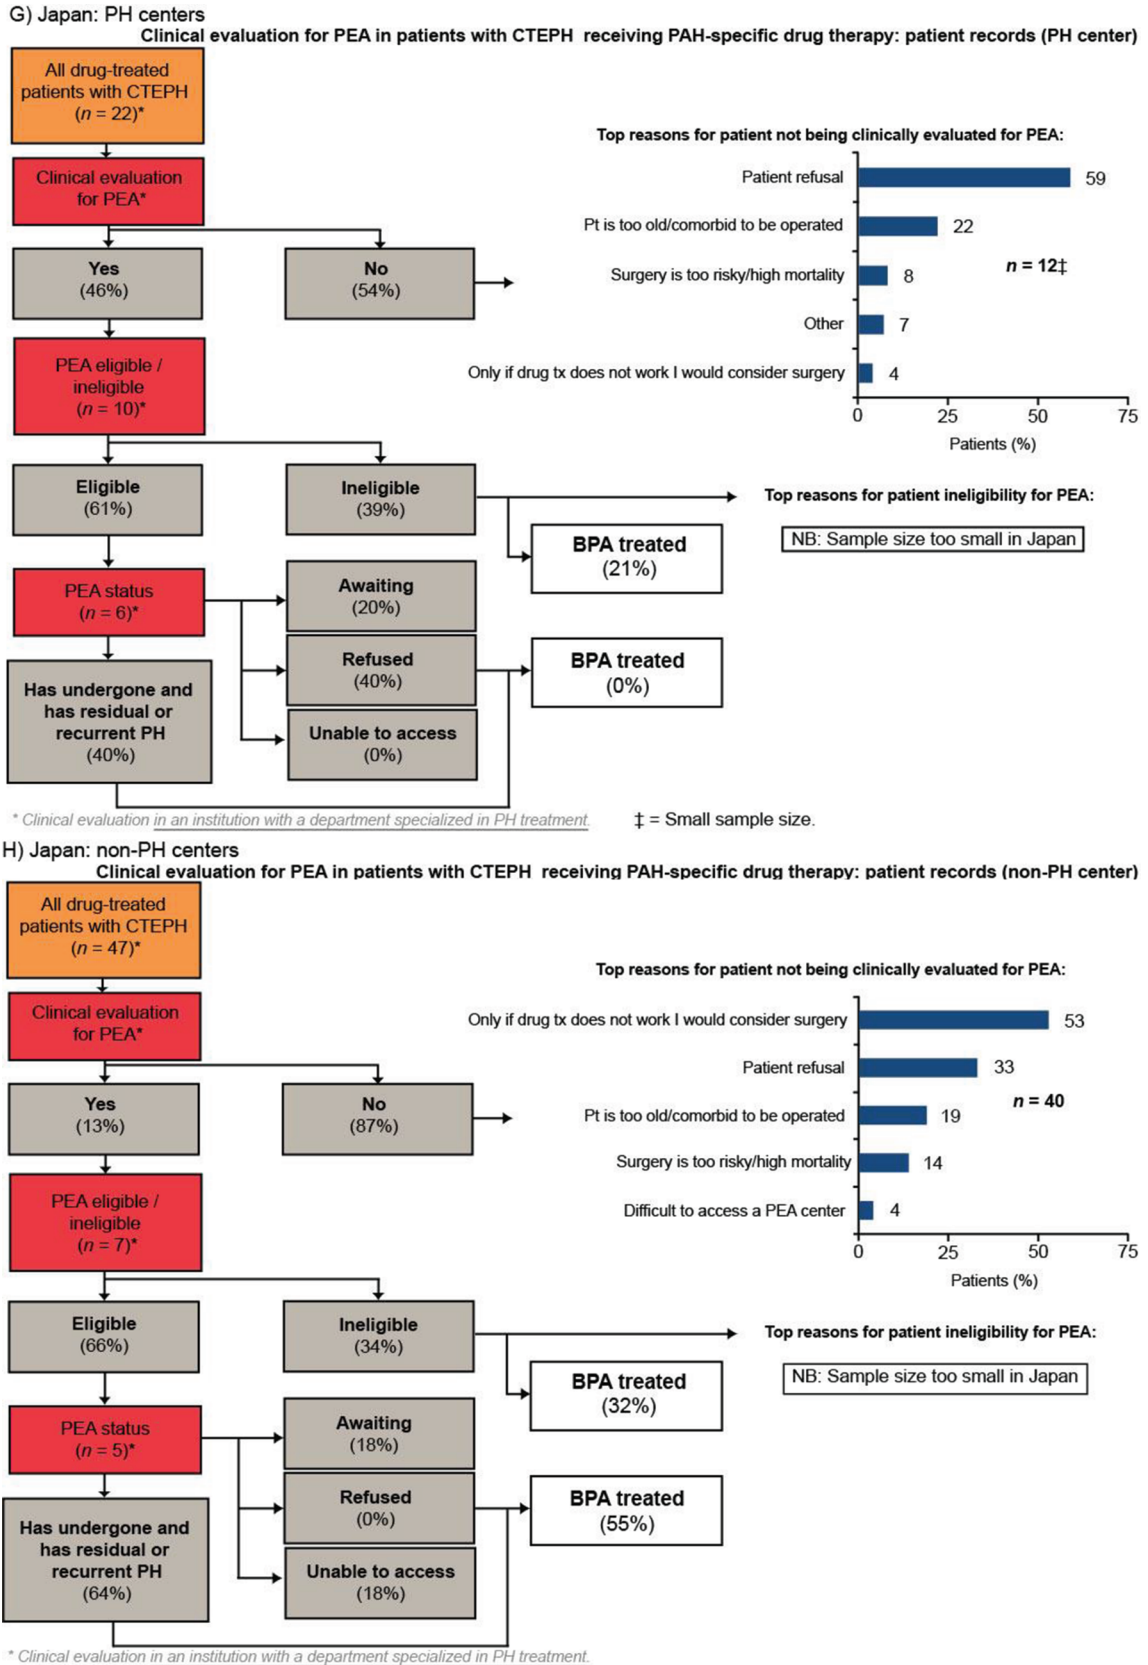 G) Japan: PH centers
Clinical evaluation for PEA in patients with CTEPH receiving PAH-specific drug therapy: patient records (PH center)
All drug-treated
patients with CTEPH
(n = 22)*
Clinical evaluation
for PEA*
Yes
(46%)
No
(54%)
Top reasons for patient not being clinically evaluated for PEA:
Patient refusal
59
Pt is too old/comorbid to be operated
22
Surgery is too risky/high mortality
8
n = 12‡
Other
7
Only if drug tx does not work I would consider surgery
4
0
25
50
75
Patients (%)
PEA eligible /
ineligible
(n = 10)*
Eligible
(61%)
Ineligible
(39%)
Top reasons for patient ineligibility for PEA:
NB: Sample size too small in Japan
BPA treated
(21%)
PEA status
(n = 6)*
Awaiting
(20%)
Refused
(40%)
Unable to access
(0%)
BPA treated
(0%)
Has undergone and
has residual or
recurrent PH
(40%)
* Clinical evaluation in an institution with a department specialized in PH treatment.
‡ = Small sample size.
H) Japan: non-PH centers
Clinical evaluation for PEA in patients with CTEPH receiving PAH-specific drug therapy: patient records (non-PH center)
All drug-treated
patients with CTEPH
(n = 47)*
Clinical evaluation
for PEA*
Yes
(13%)
No
(87%)
Top reasons for patient not being clinically evaluated for PEA:
Only if drug tx does not work I would consider surgery
53
Patient refusal
33
n = 40
Pt is too old/comorbid to be operated
19
Surgery is too risky/high mortality
14
Difficult to access a PEA center
4
0
25
50
75
Patients (%)
PEA eligible /
ineligible
(n = 7)*
Eligible
(66%)
Ineligible
(34%)
Top reasons for patient ineligibility for PEA:
NB: Sample size too small in Japan
BPA treated
(32%)
PEA status
(n = 5)*
Awaiting
(18%)
Refused
(0%)
Unable to access
(18%)
BPA treated
(55%)
Has undergone and
has residual or
recurrent PH
(64%)
* Clinical evaluation in an institution with a department specialized in PH treatment.